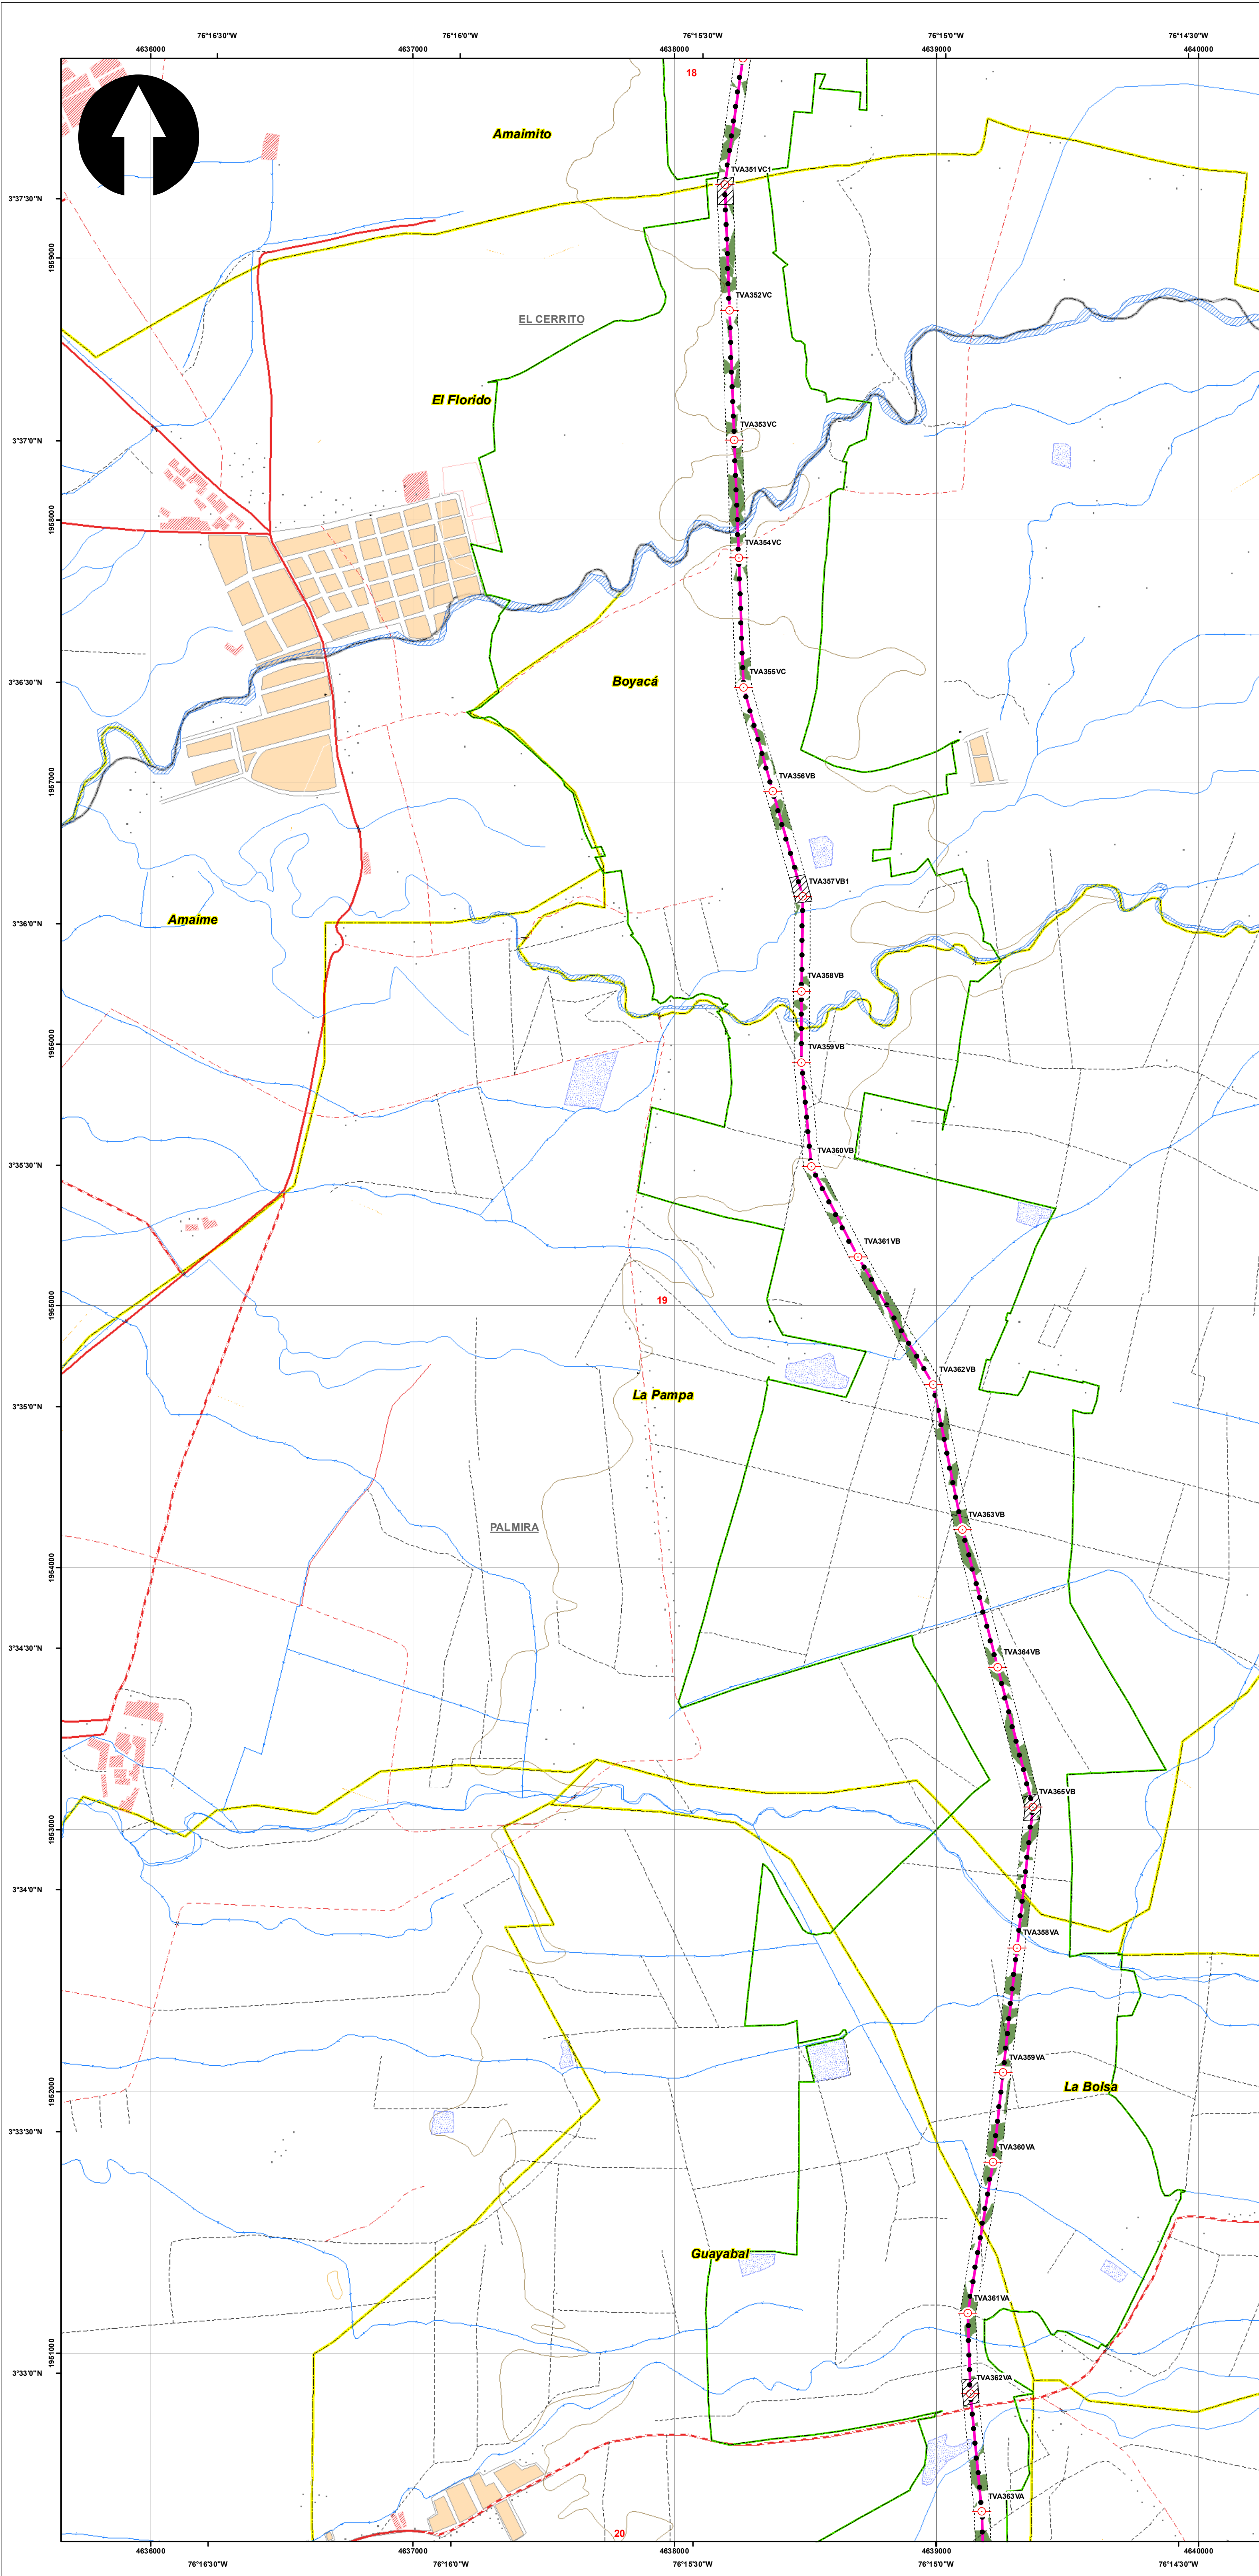 76°16'30"W 76°16'0"W 76°15'30"W 76°15'0"W 76°14'30"W
4636000 4637000 4638000 4639000 4640000
18
Amaimito
TVA351VC1
3°37'30"N
1959000
TVA352VC
EL CERRITO
El Florido
TVA353VC
3°37'0"N
1958000
TVA354VC
TVA355VC
Boyacá
3°36'30"N
TVA356VB
1957000
TVA357VB1
Amaime
3°36'0"N
TVA358VB
1956000
TVA359VB
TVA360VB
3°35'30"N
TVA361VB
19
1955000
TVA362VB
La Pampa
3°35'0"N
TVA363VB
PALMIRA
1954000
3°34'30"N
TVA364VB
TVA365VB
1953000
3°34'0"N
TVA358VA
TVA359VA
La Bolsa
1952000
3°33'30"N
TVA360VA
Guayabal
TVA361VA
1951000
3°33'0"N
TVA362VA
TVA363VA
20
4636000 4637000 4638000 4639000 4640000
76°16'30"W 76°16'0"W 76°15'30"W 76°15'0"W 76°14'30"W